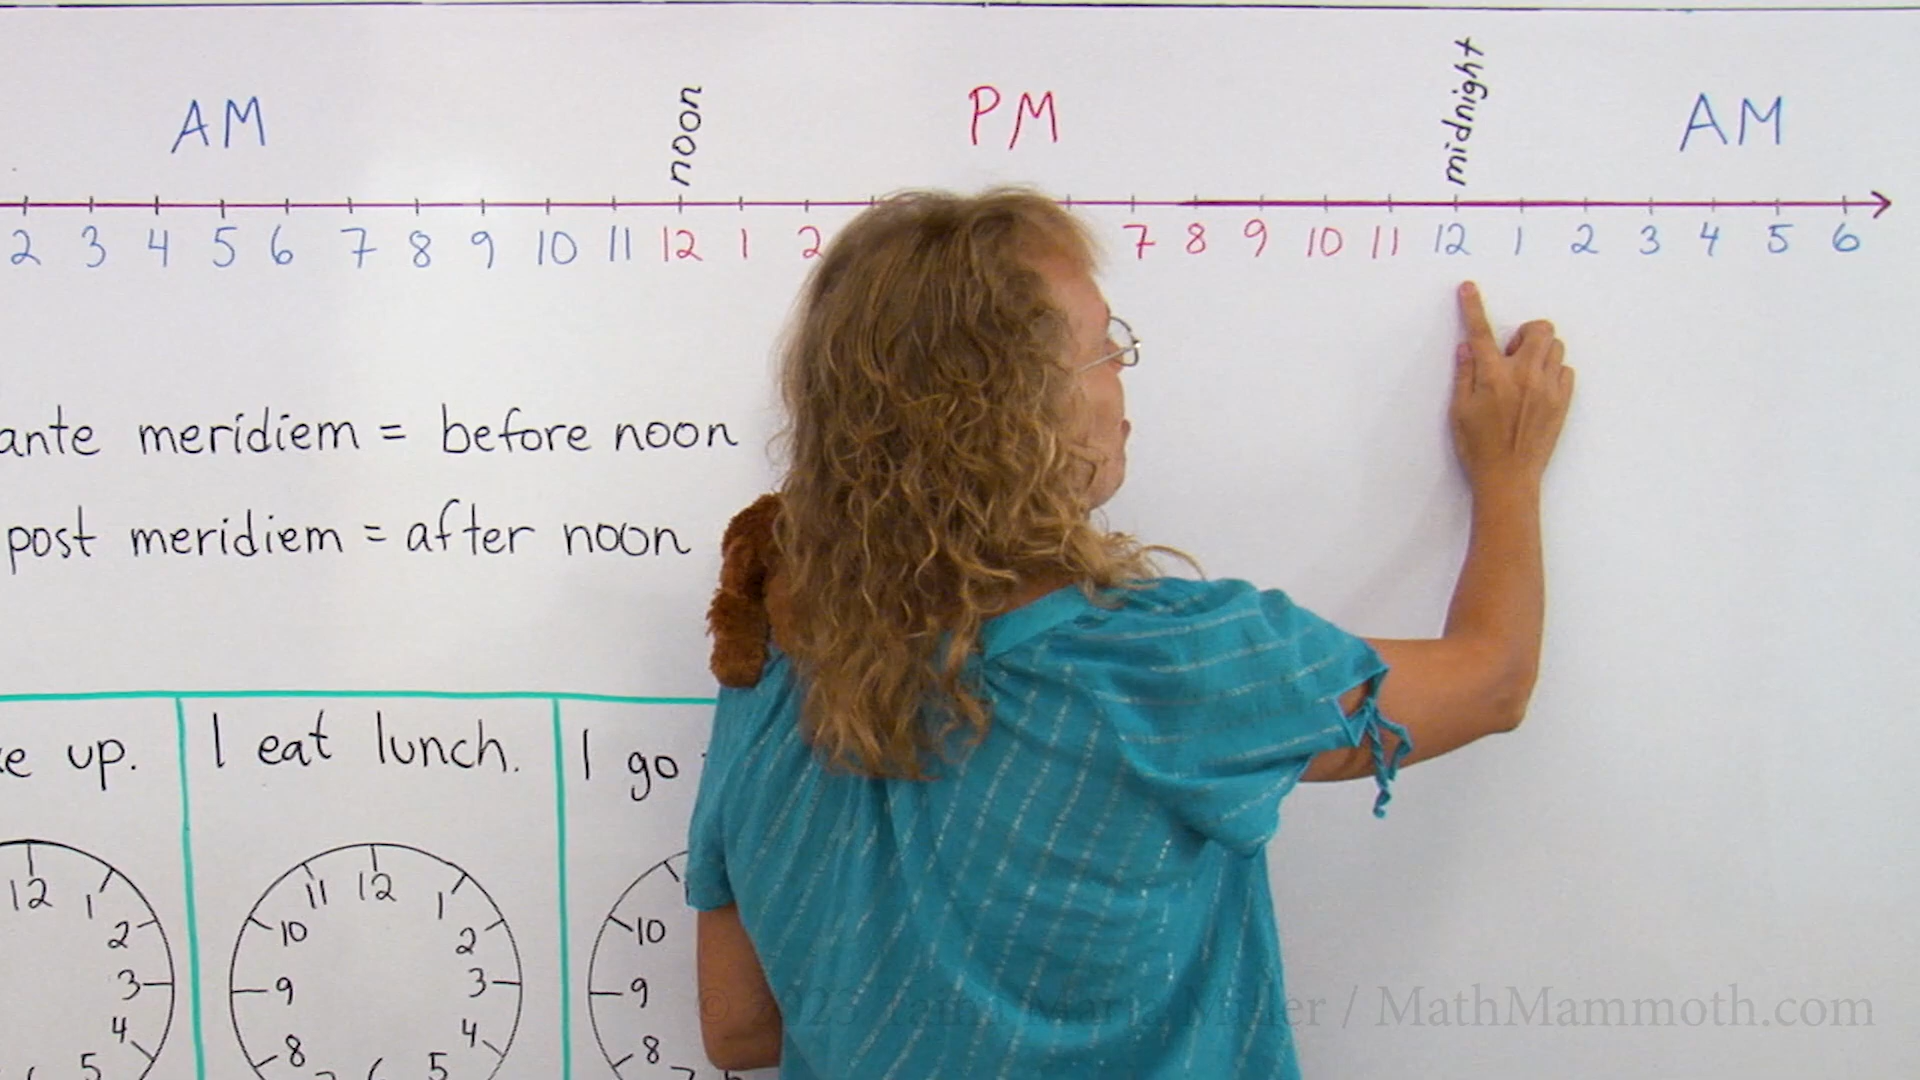 AM noon PM midnight AM
2 3 4 5 6 7 8 9 10 11 12 1 2 7 8 9 10 11 12 1 2 3 4 5 6
ante meridiem = before noon
post meridiem = after noon
up. I eat lunch. I go
12 1 2 3 4 5
11 12 1 2 3 4 5 8 9 10
10 9 8
Maria Miller / MathMammoth.com